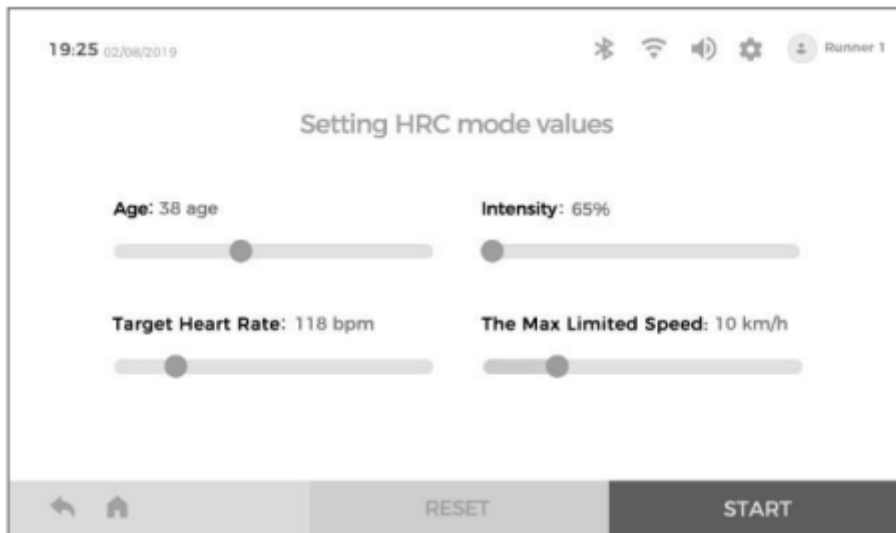 19:25 02/08/2019 Runner 1
Setting HRC mode values
Age: 38 age Intensity: 65%
Target Heart Rate: 118 bpm The Max Limited Speed: 10 km/h
RESET START